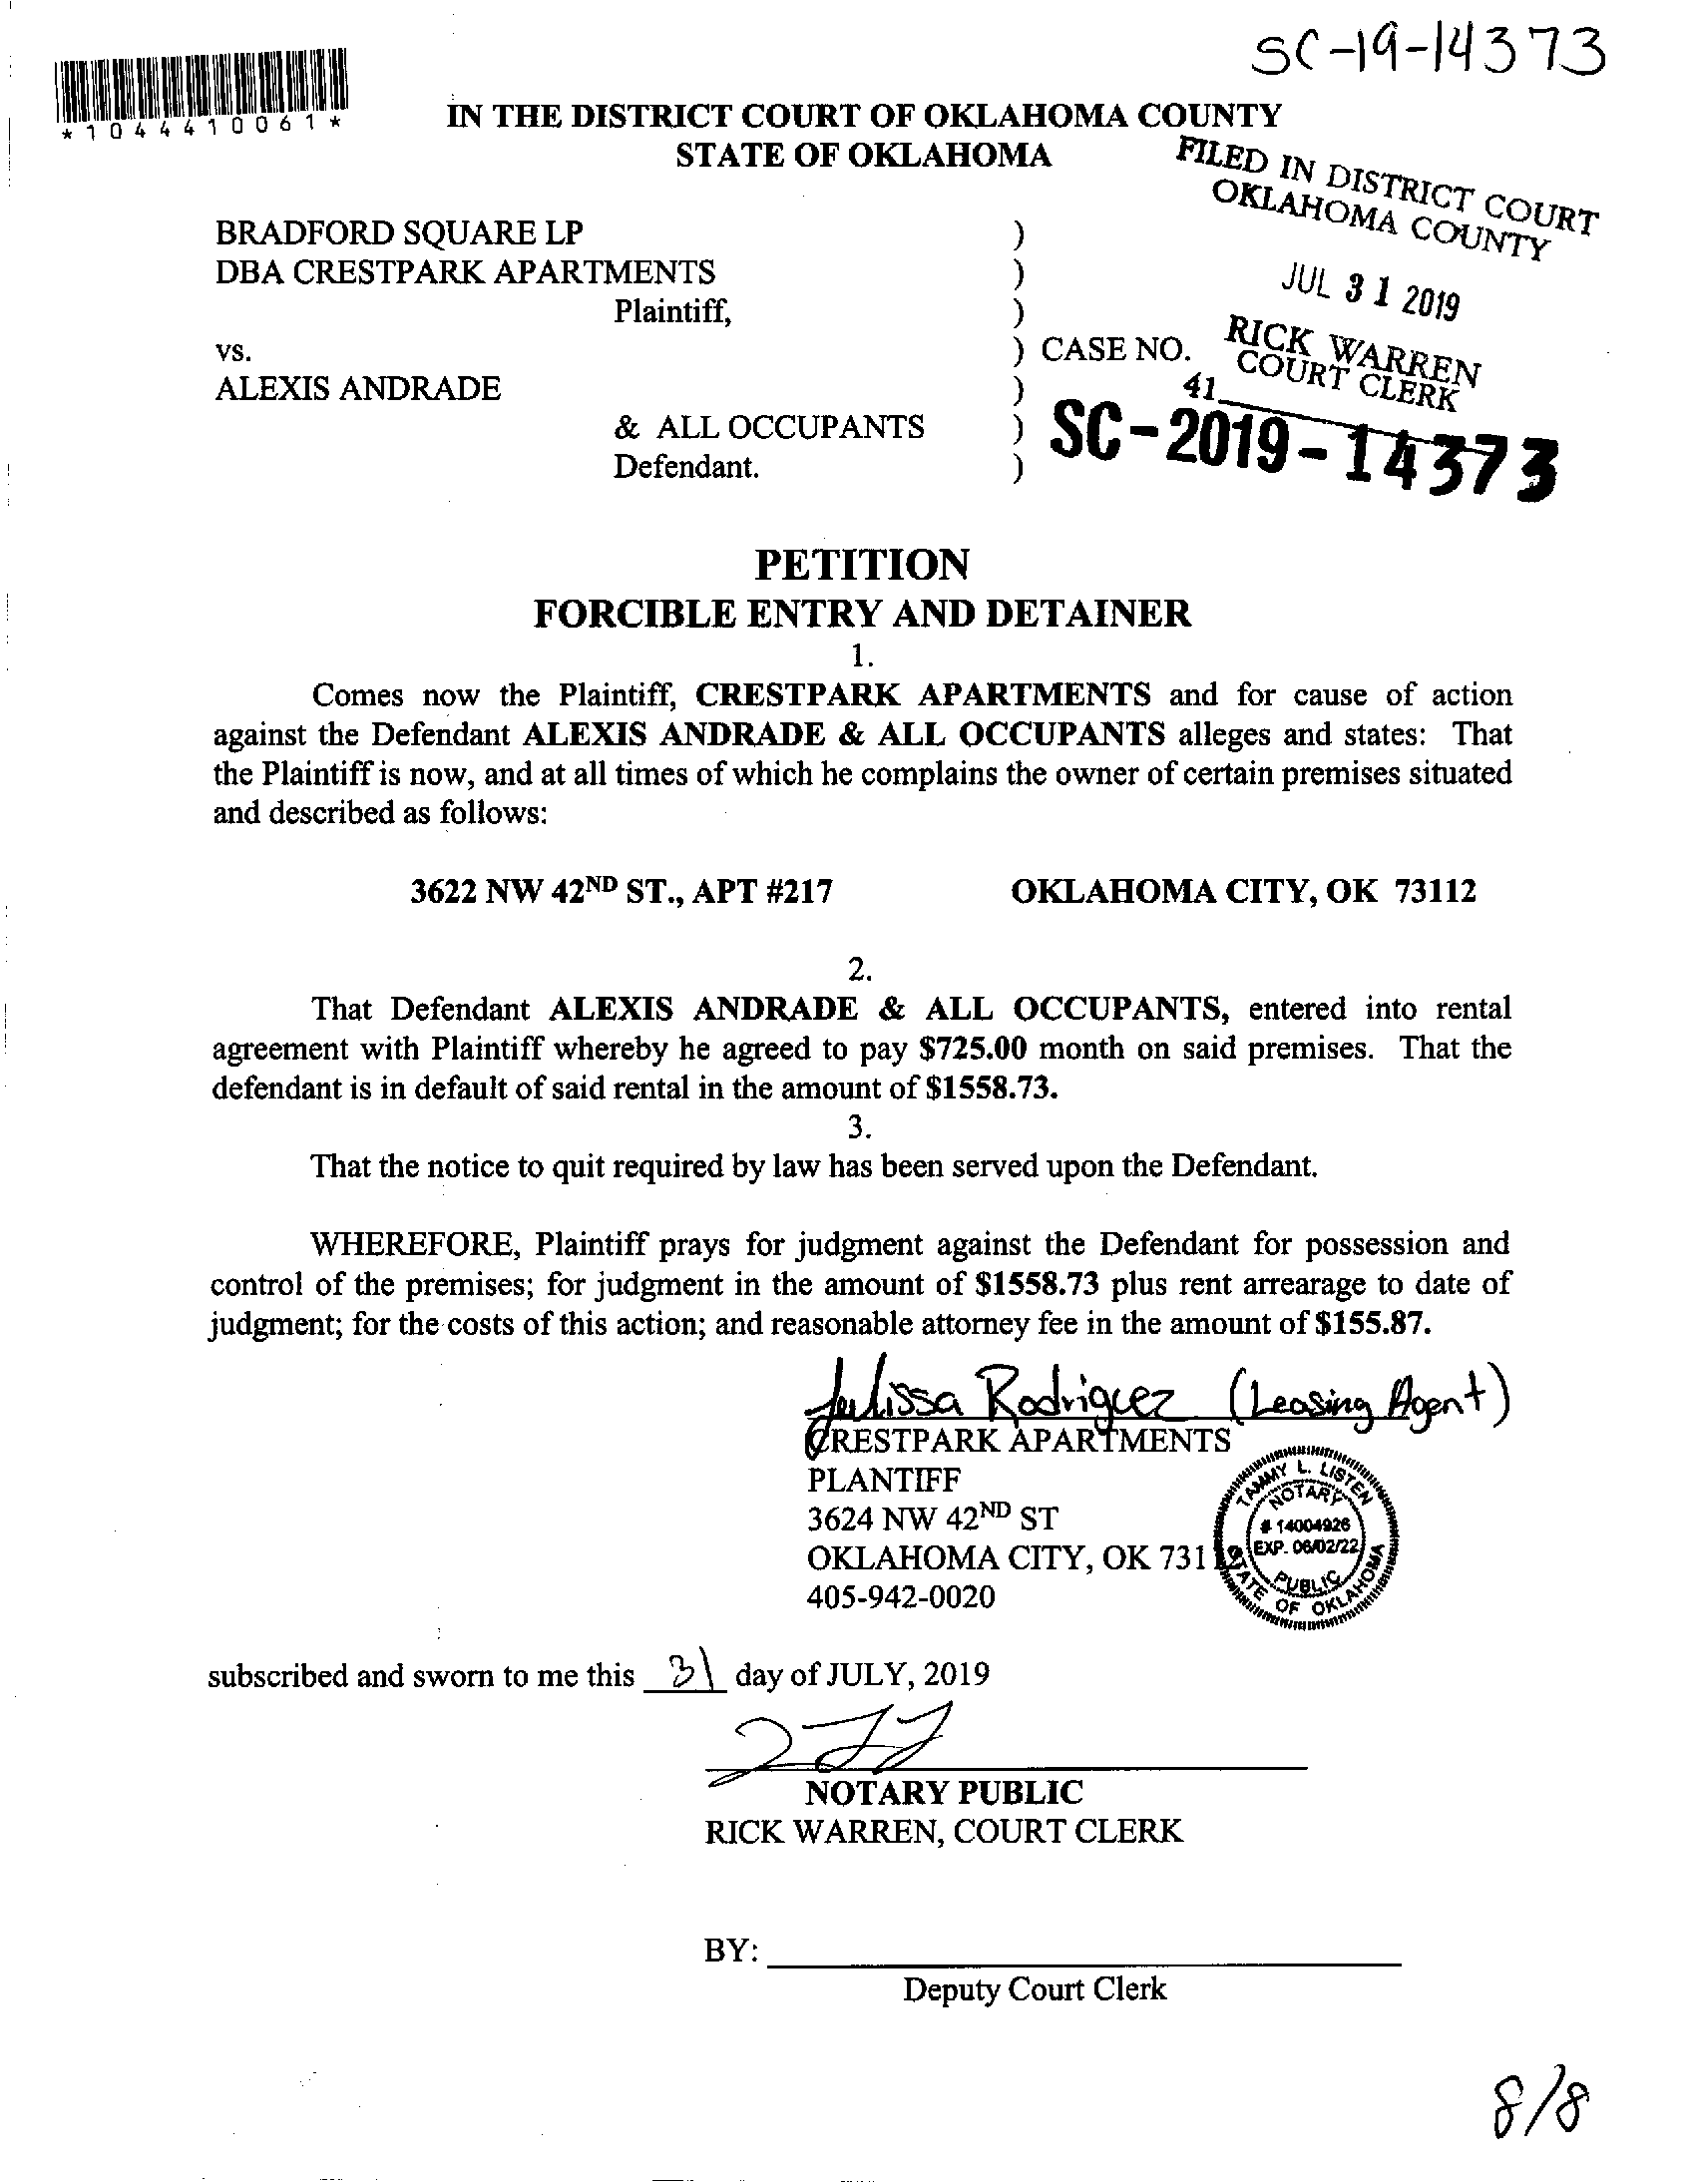 SC-19-14373
*1044410061*
IN THE DISTRICT COURT OF OKLAHOMA COUNTY
STATE OF OKLAHOMA
FILED IN DISTRICT COURT
OKLAHOMA COUNTY
JUL 31 2019
RICK WARREN
COURT CLERK
41
BRADFORD SQUARE LP )
DBA CRESTPARK APARTMENTS )
Plaintiff, )
vs. ) CASE NO.
ALEXIS ANDRADE )
& ALL OCCUPANTS )
Defendant. )
SC-2019-14373
PETITION
FORCIBLE ENTRY AND DETAINER
1.
Comes now the Plaintiff, CRESTPARK APARTMENTS and for cause of action
against the Defendant ALEXIS ANDRADE & ALL OCCUPANTS alleges and states: That
the Plaintiff is now, and at all times of which he complains the owner of certain premises situated
and described as follows:
3622 NW 42ND ST., APT #217 OKLAHOMA CITY, OK 73112
2.
That Defendant ALEXIS ANDRADE & ALL OCCUPANTS, entered into rental
agreement with Plaintiff whereby he agreed to pay $725.00 month on said premises. That the
defendant is in default of said rental in the amount of $1558.73.
3.
That the notice to quit required by law has been served upon the Defendant.
WHEREFORE, Plaintiff prays for judgment against the Defendant for possession and
control of the premises; for judgment in the amount of $1558.73 plus rent arrearage to date of
judgment; for the costs of this action; and reasonable attorney fee in the amount of $155.87.
Julissa Rodriguez (Leasing Agent)
CRESTPARK APARTMENTS
PLANTIFF
3624 NW 42ND ST
OKLAHOMA CITY, OK 731
405-942-0020
TAMMY L. LISTEN
NOTARY
# 14004926
EXP. 06/02/22
PUBLIC
STATE OF OKLAHOMA
subscribed and sworn to me this 31 day of JULY, 2019
NOTARY PUBLIC
RICK WARREN, COURT CLERK
BY:
Deputy Court Clerk
8/8